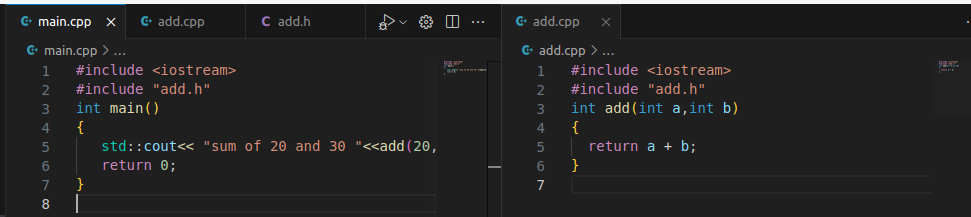 main.cpp × add.cpp C add.h
main.cpp > ...
1 #include <iostream>
2 #include "add.h"
3 int main()
4 {
5 std::cout<< "sum of 20 and 30 "<<add(20,
6 return 0;
7 }
8
add.cpp ×
add.cpp > ...
1 #include <iostream>
2 #include "add.h"
3 int add(int a,int b)
4 {
5 return a + b;
6 }
7